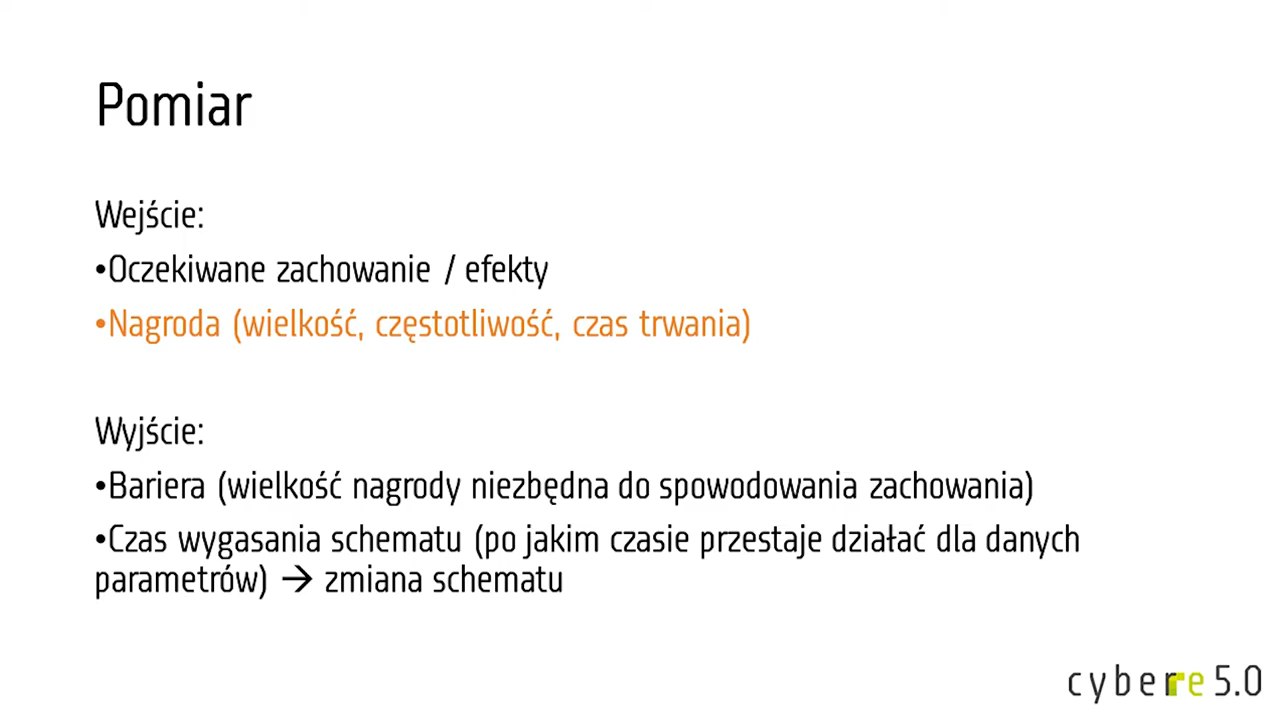 Pomiar
Wejście:
•Oczekiwane zachowanie / efekty
•Nagroda (wielkość, częstotliwość, czas trwania)
Wyjście:
•Bariera (wielkość nagrody niezbędna do spowodowania zachowania)
•Czas wygasania schematu (po jakim czasie przestaje działać dla danych
parametrów) → zmiana schematu
cyberre 5.0